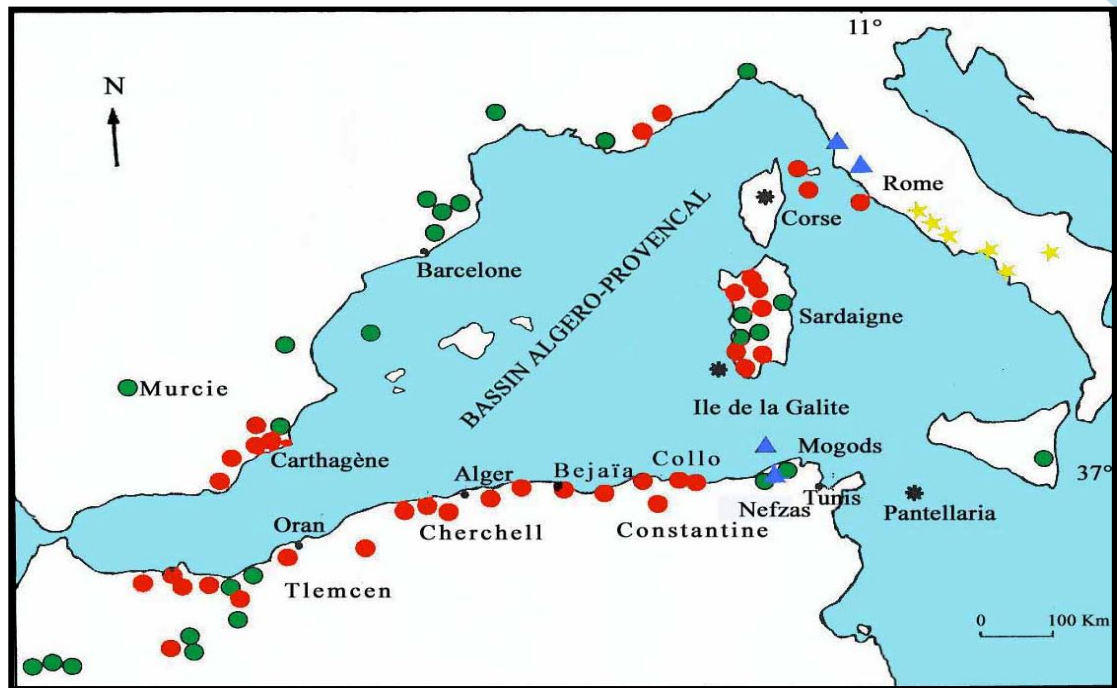 11°
N
Rome
Corse
Barcelone
BASSIN ALGERO-PROVENCAL
Sardaigne
Murcie
Ile de la Galite
Carthagène
Mogods
Alger
Bejaïa
Collo
37°
Oran
Cherchell
Constantine
Nefzas
Tunis
Pantellaria
Tlemcen
0
100 Km